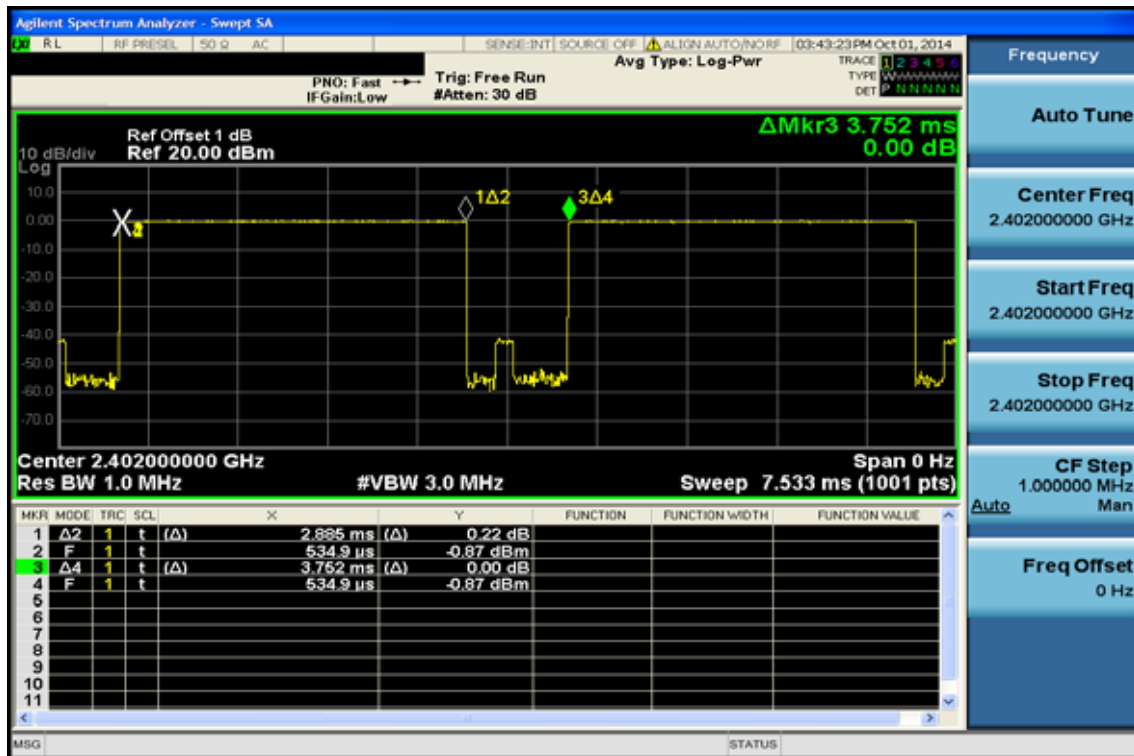 Agilent Spectrum Analyzer - Swept SA
RL RF PRESEL 50 Ω AC SENSE:INT SOURCE OFF ALIGN AUTO/NORF 03:43:23PM Oct 01, 2014
PNO: Fast Trig: Free Run Avg Type: Log-Pwr TRACE 1 2 3 4 5 6
IFGain:Low #Atten: 30 dB TYPE WWWWWW
DET P N N N N N
ΔMkr3 3.752 ms
0.00 dB
Ref Offset 1 dB
10 dB/div Ref 20.00 dBm
Log
10.0
0.00
-10.0
-20.0
-30.0
-40.0
-50.0
-60.0
-70.0
1Δ2
3Δ4
Center 2.402000000 GHz Span 0 Hz
Res BW 1.0 MHz #VBW 3.0 MHz Sweep 7.533 ms (1001 pts)
MKR MODE TRC SCL X Y FUNCTION FUNCTION WIDTH FUNCTION VALUE
1 Δ2 1 t (Δ) 2.885 ms (Δ) 0.22 dB
2 F 1 t 534.9 µs -0.87 dBm
3 Δ4 1 t (Δ) 3.752 ms (Δ) 0.00 dB
4 F 1 t 534.9 µs -0.87 dBm
5
6
7
8
9
10
11
MSG STATUS
Frequency
Auto Tune
Center Freq
2.402000000 GHz
Start Freq
2.402000000 GHz
Stop Freq
2.402000000 GHz
CF Step
1.000000 MHz
Auto Man
Freq Offset
0 Hz